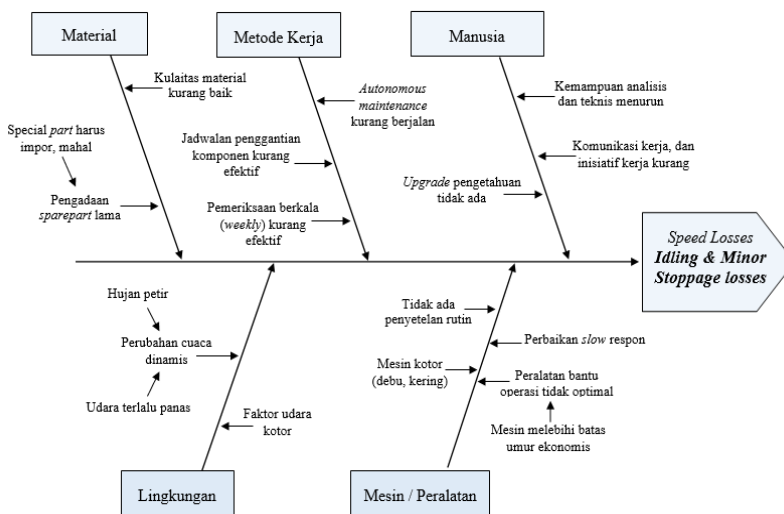 Material
Metode Kerja
Manusia
Kulaitas material
kurang baik
Special part harus
impor, mahal
Pengadaan
sparepart lama
Autonomous
maintenance
kurang berjalan
Jadwalan penggantian
komponen kurang
efektif
Pemeriksaan berkala
(weekly) kurang
efektif
Kemampuan analisis
dan teknis menurun
Komunikasi kerja, dan
inisiatif kerja kurang
Upgrade pengetahuan
tidak ada
Speed Losses
Idling & Minor
Stoppage losses
Hujan petir
Perubahan cuaca
dinamis
Udara terlalu panas
Faktor udara
kotor
Tidak ada
penyetelan rutin
Perbaikan slow respon
Mesin kotor
(debu, kering)
Peralatan bantu
operasi tidak optimal
Mesin melebihi batas
umur ekonomis
Lingkungan
Mesin / Peralatan